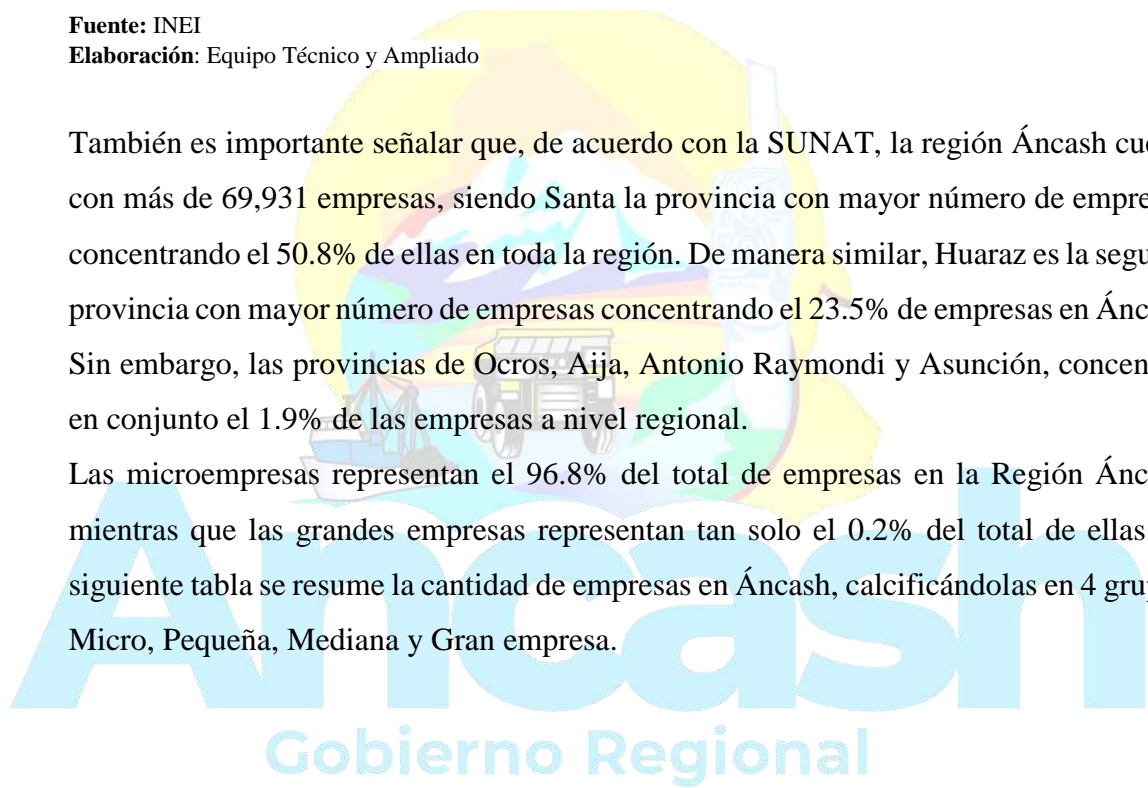 Fuente: INEI
Elaboración: Equipo Técnico y Ampliado
También es importante señalar que, de acuerdo con la SUNAT, la región Áncash cue
con más de 69,931 empresas, siendo Santa la provincia con mayor número de empre
concentrando el 50.8% de ellas en toda la región. De manera similar, Huaraz es la segu
provincia con mayor número de empresas concentrando el 23.5% de empresas en Ánc
Sin embargo, las provincias de Ocros, Aija, Antonio Raymondi y Asunción, concen
en conjunto el 1.9% de las empresas a nivel regional.
Las microempresas representan el 96.8% del total de empresas en la Región Ánc
mientras que las grandes empresas representan tan solo el 0.2% del total de ellas
siguiente tabla se resume la cantidad de empresas en Áncash, calcificándolas en 4 gru
Micro, Pequeña, Mediana y Gran empresa.
Ancash
Gobierno Regional